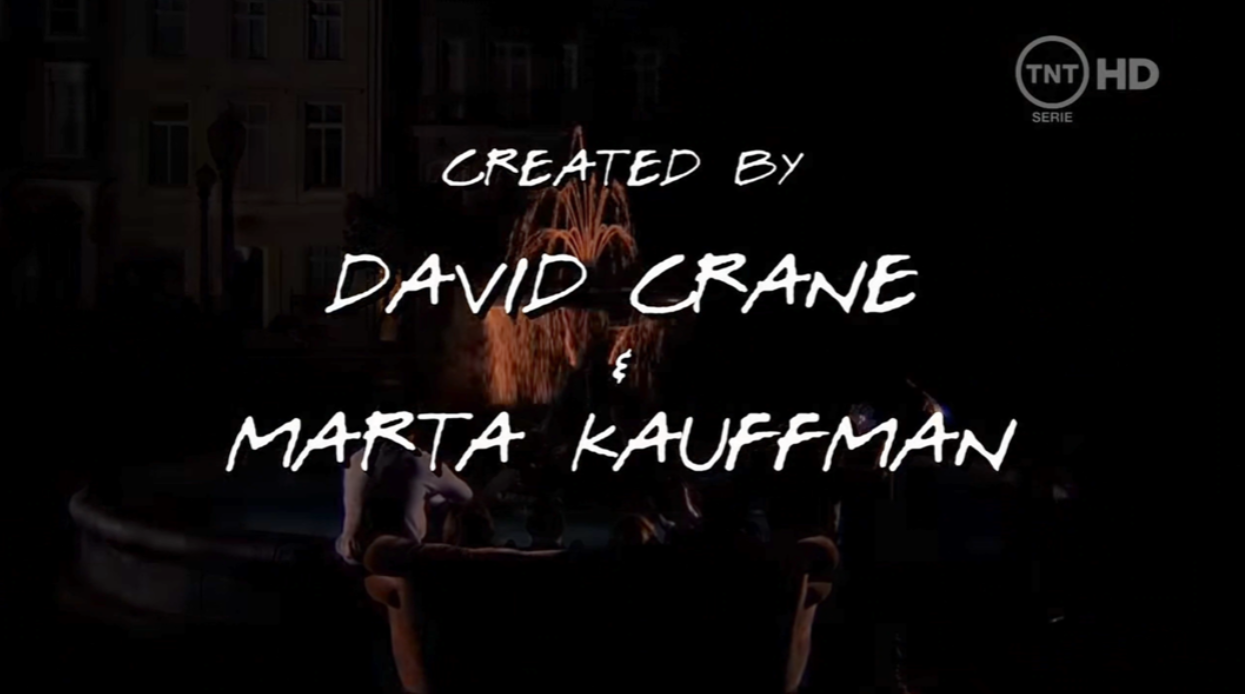 TNT HD
SERIE
CREATED BY
DAVID CRANE
&
MARTA KAUFFMAN